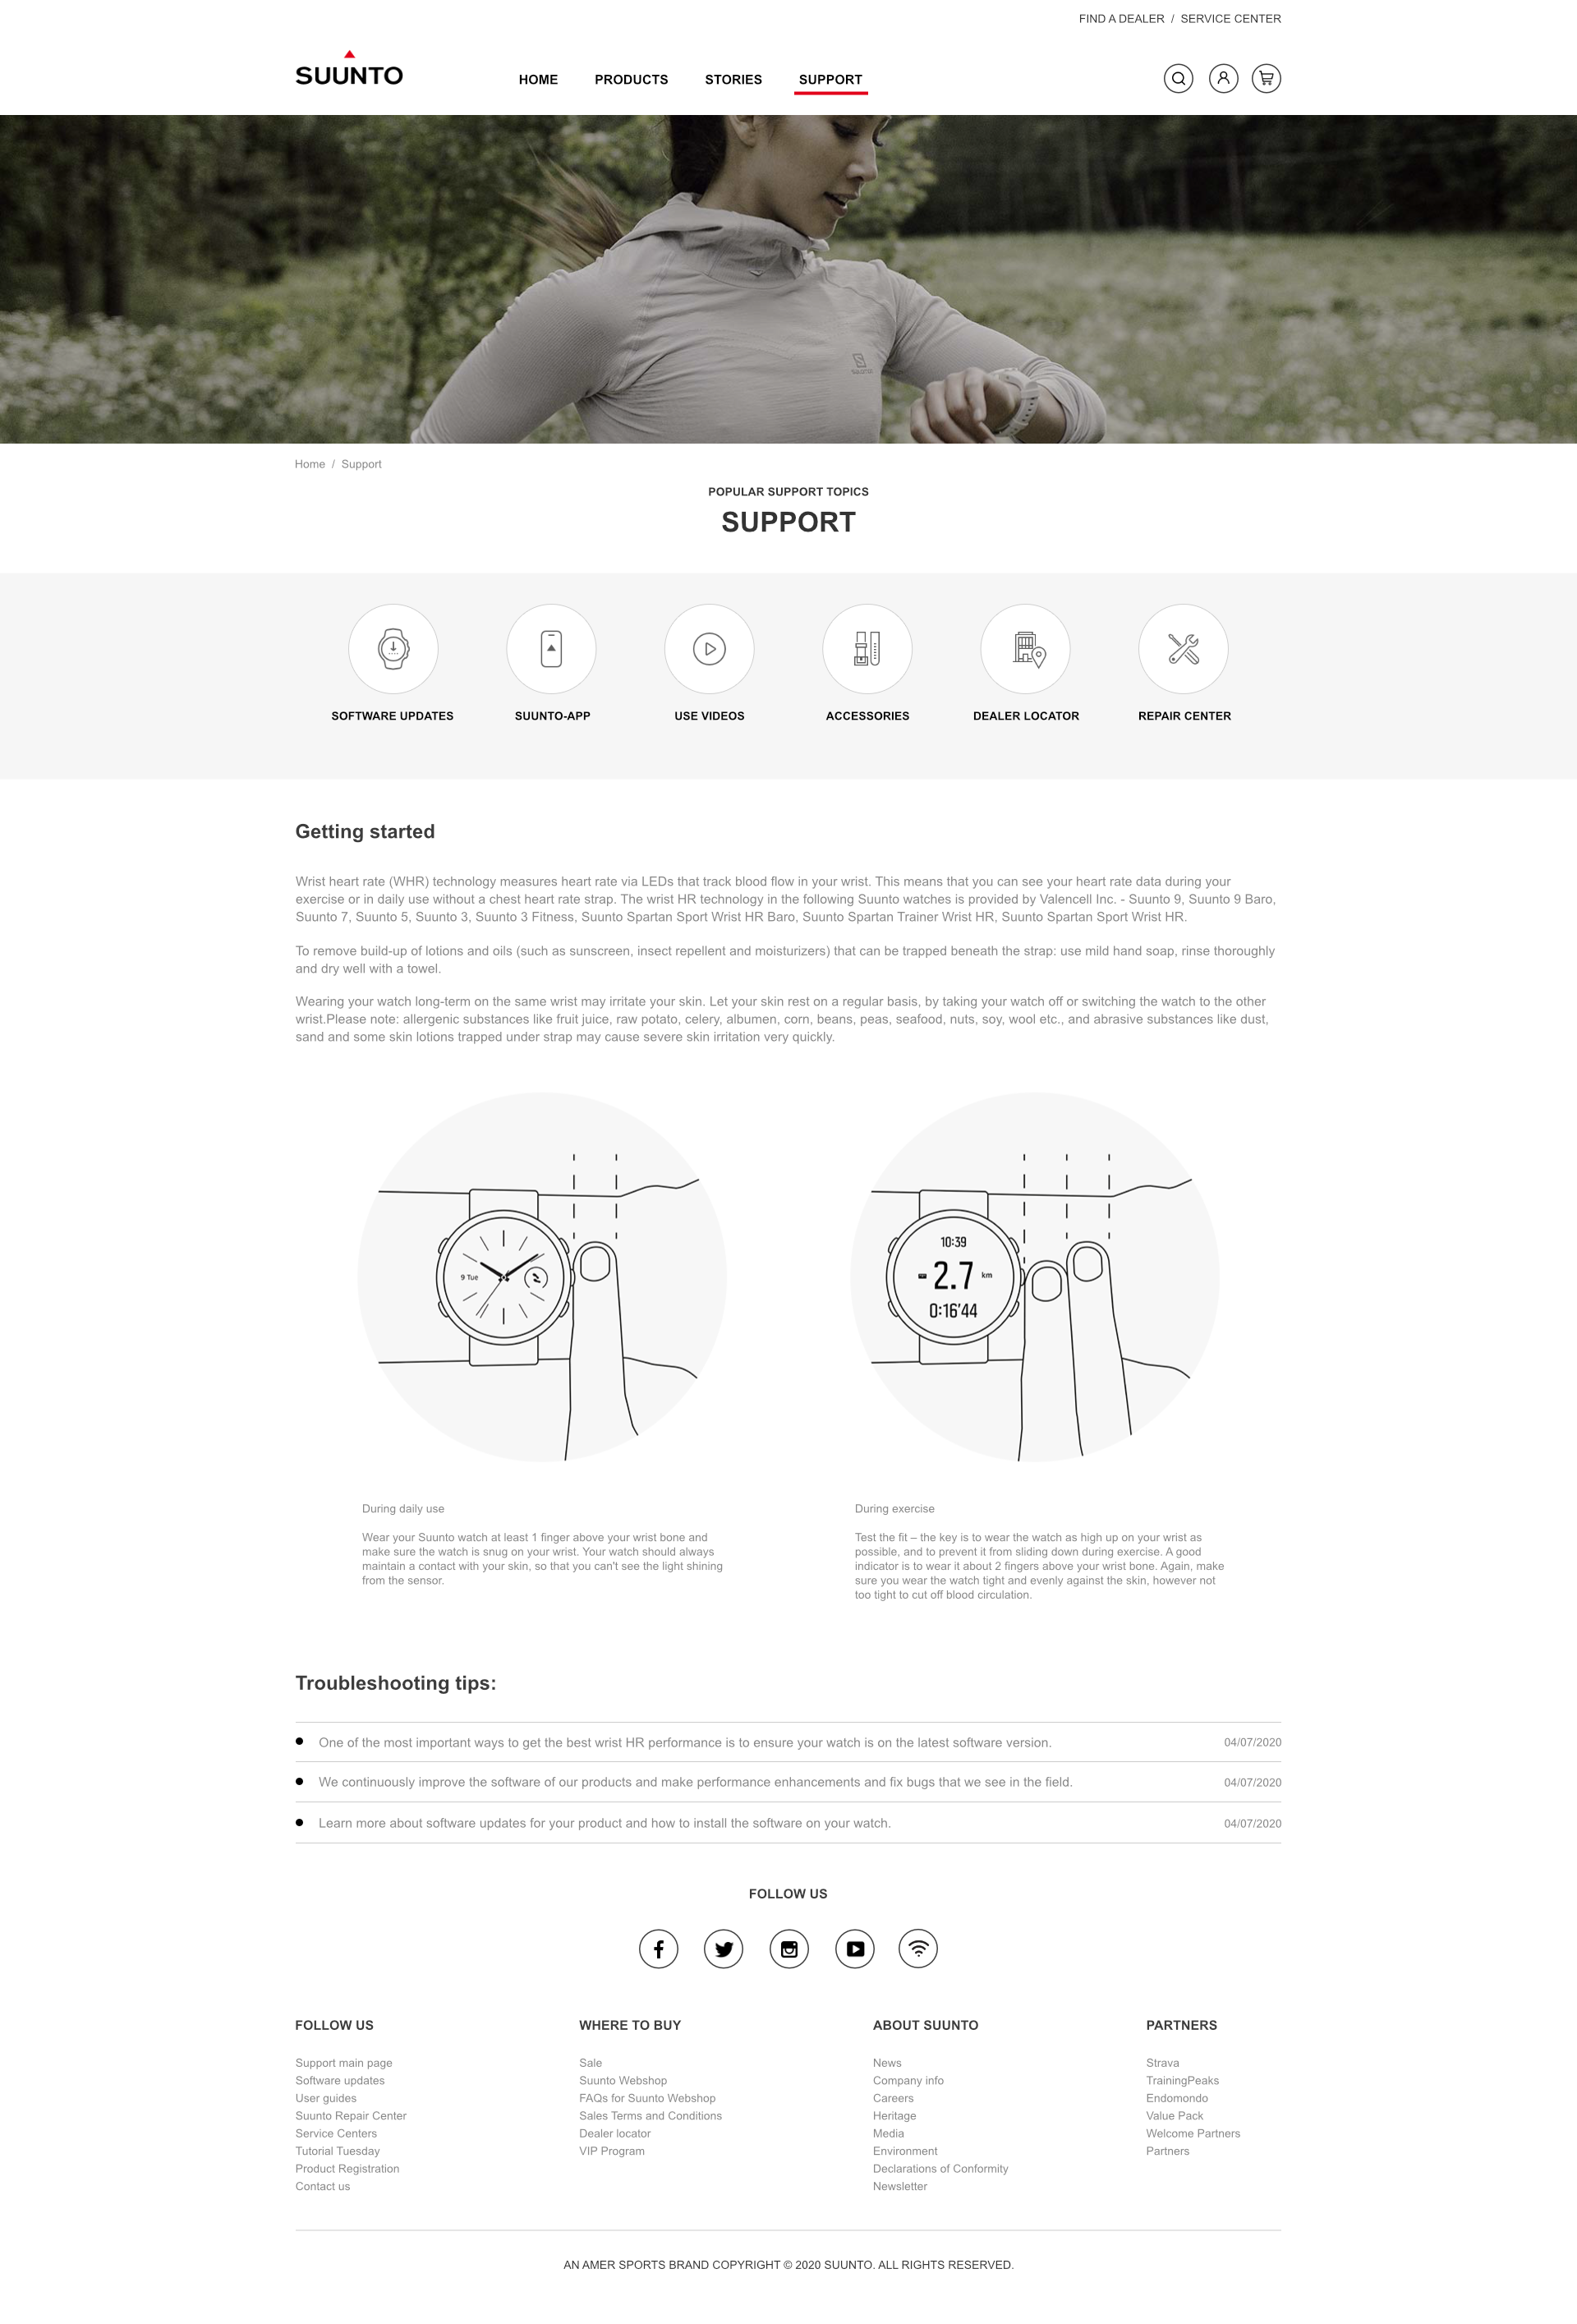 FIND A DEALER / SERVICE CENTER
SUUNTO
HOME PRODUCTS STORIES SUPPORT
SUUNTO
Home / Support
POPULAR SUPPORT TOPICS
SUPPORT
SOFTWARE UPDATES
SUUNTO-APP
USE VIDEOS
ACCESSORIES
DEALER LOCATOR
REPAIR CENTER
Getting started
Wrist heart rate (WHR) technology measures heart rate via LEDs that track blood flow in your wrist. This means that you can see your heart rate data during your
exercise or in daily use without a chest heart rate strap. The wrist HR technology in the following Suunto watches is provided by Valencell Inc. - Suunto 9, Suunto 9 Baro,
Suunto 7, Suunto 5, Suunto 3, Suunto 3 Fitness, Suunto Spartan Sport Wrist HR Baro, Suunto Spartan Trainer Wrist HR, Suunto Spartan Sport Wrist HR.
To remove build-up of lotions and oils (such as sunscreen, insect repellent and moisturizers) that can be trapped beneath the strap: use mild hand soap, rinse thoroughly
and dry well with a towel.
Wearing your watch long-term on the same wrist may irritate your skin. Let your skin rest on a regular basis, by taking your watch off or switching the watch to the other
wrist.Please note: allergenic substances like fruit juice, raw potato, celery, albumen, corn, beans, peas, seafood, nuts, soy, wool etc., and abrasive substances like dust,
sand and some skin lotions trapped under strap may cause severe skin irritation very quickly.
9 Tue
10:39
2.7 km
0:16'44
During daily use
Wear your Suunto watch at least 1 finger above your wrist bone and
make sure the watch is snug on your wrist. Your watch should always
maintain a contact with your skin, so that you can't see the light shining
from the sensor.
During exercise
Test the fit – the key is to wear the watch as high up on your wrist as
possible, and to prevent it from sliding down during exercise. A good
indicator is to wear it about 2 fingers above your wrist bone. Again, make
sure you wear the watch tight and evenly against the skin, however not
too tight to cut off blood circulation.
Troubleshooting tips:
One of the most important ways to get the best wrist HR performance is to ensure your watch is on the latest software version. 04/07/2020
We continuously improve the software of our products and make performance enhancements and fix bugs that we see in the field. 04/07/2020
Learn more about software updates for your product and how to install the software on your watch. 04/07/2020
FOLLOW US
FOLLOW US
Support main page
Software updates
User guides
Suunto Repair Center
Service Centers
Tutorial Tuesday
Product Registration
Contact us
WHERE TO BUY
Sale
Suunto Webshop
FAQs for Suunto Webshop
Sales Terms and Conditions
Dealer locator
VIP Program
ABOUT SUUNTO
News
Company info
Careers
Heritage
Media
Environment
Declarations of Conformity
Newsletter
PARTNERS
Strava
TrainingPeaks
Endomondo
Value Pack
Welcome Partners
Partners
AN AMER SPORTS BRAND COPYRIGHT © 2020 SUUNTO. ALL RIGHTS RESERVED.